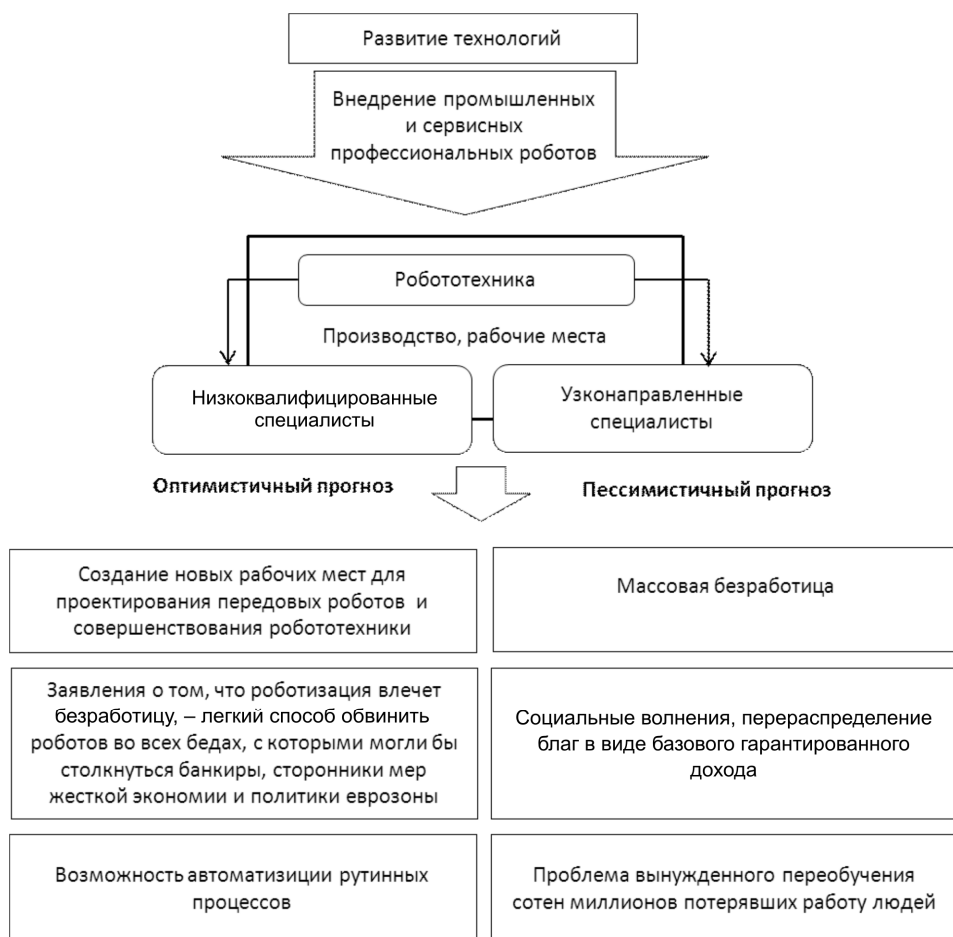 Развитие технологий
Внедрение промышленных
и сервисных
профессиональных роботов
Робототехника
Производство, рабочие места
Низкоквалифицированные
специалисты
Узконаправленные
специалисты
Оптимистичный прогноз
Пессимистичный прогноз
Создание новых рабочих мест для
проектирования передовых роботов и
совершенствования робототехники
Массовая безработица
Заявления о том, что роботизация влечет
безработицу, – легкий способ обвинить
роботов во всех бедах, с которыми могли бы
столкнуться банкиры, сторонники мер
жесткой экономии и политики еврозоны
Социальные волнения, перераспределение
благ в виде базового гарантированного
дохода
Возможность автоматизиции рутинных
процессов
Проблема вынужденного переобучения
сотен миллионов потерявших работу людей